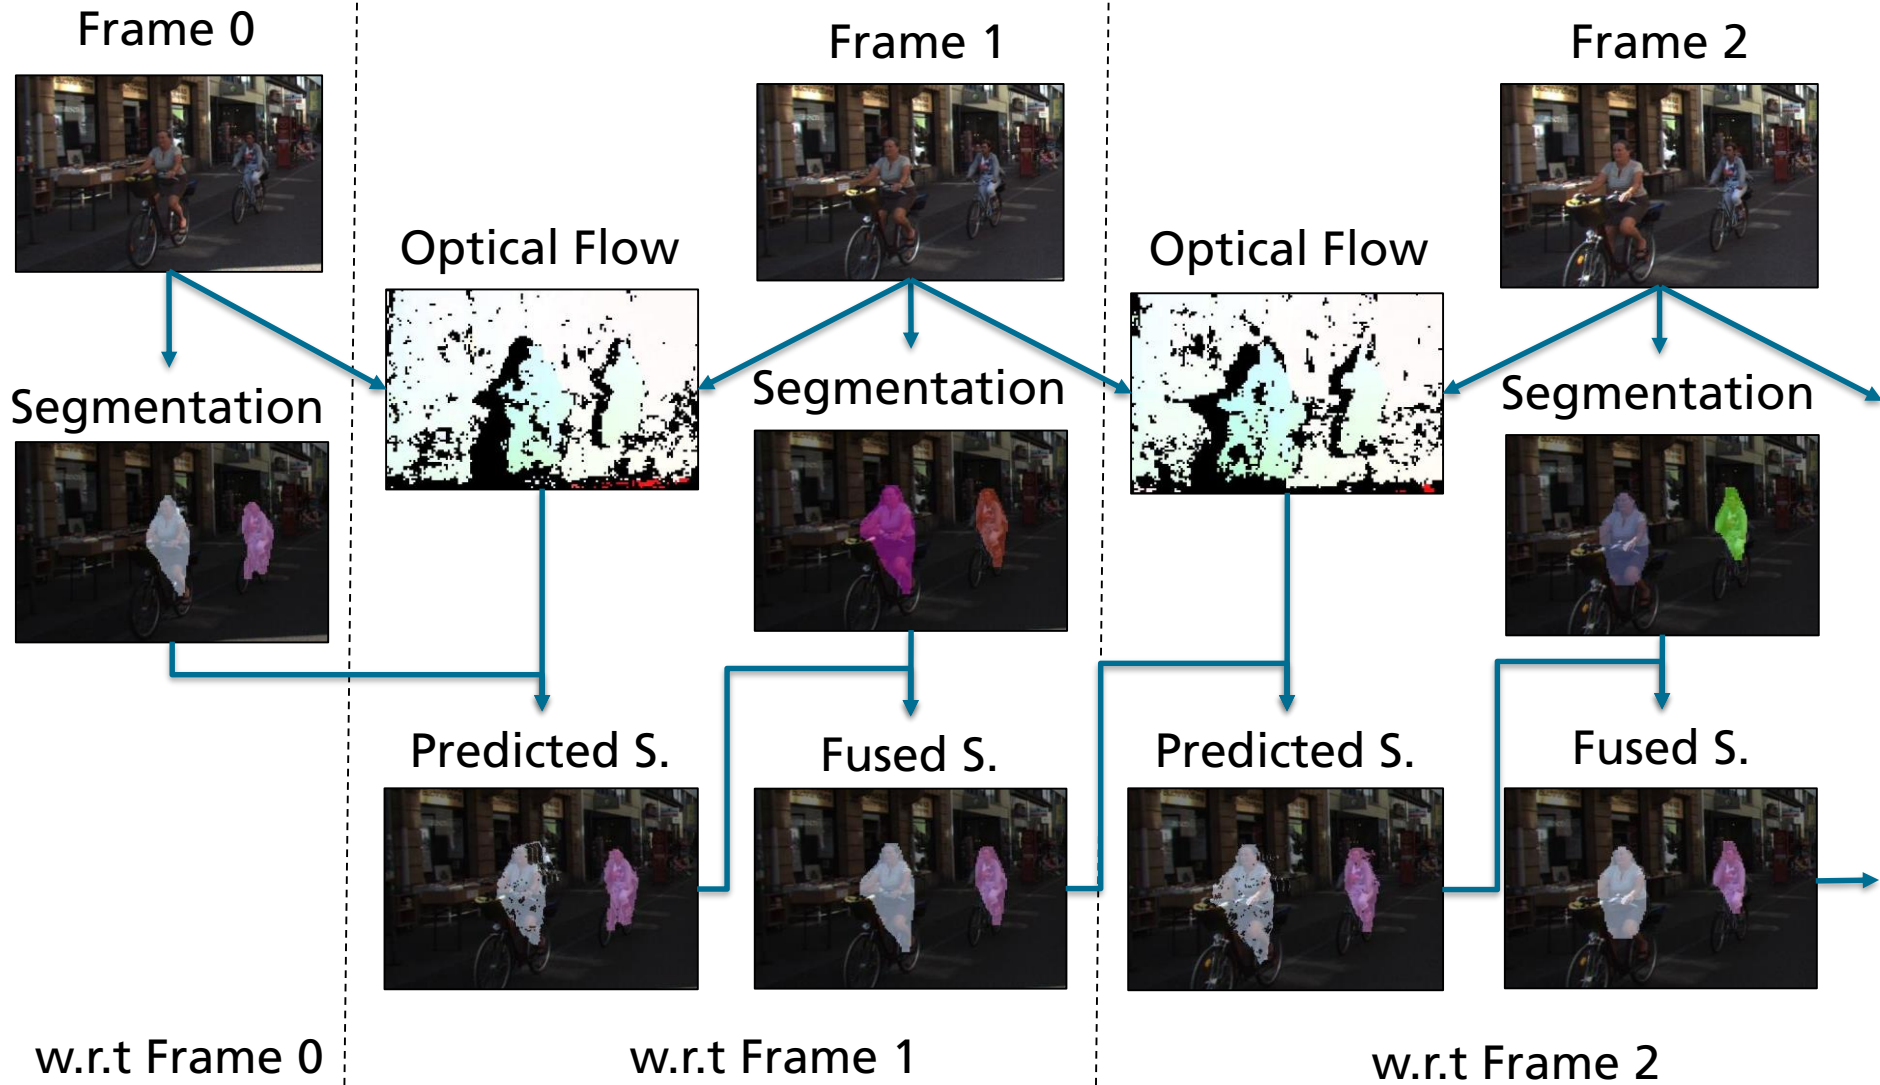 Frame 0
Frame 1
Frame 2
Optical Flow
Optical Flow
Segmentation
Segmentation
Segmentation
Predicted S.
Fused S.
Predicted S.
Fused S.
w.r.t Frame 0
w.r.t Frame 1
w.r.t Frame 2